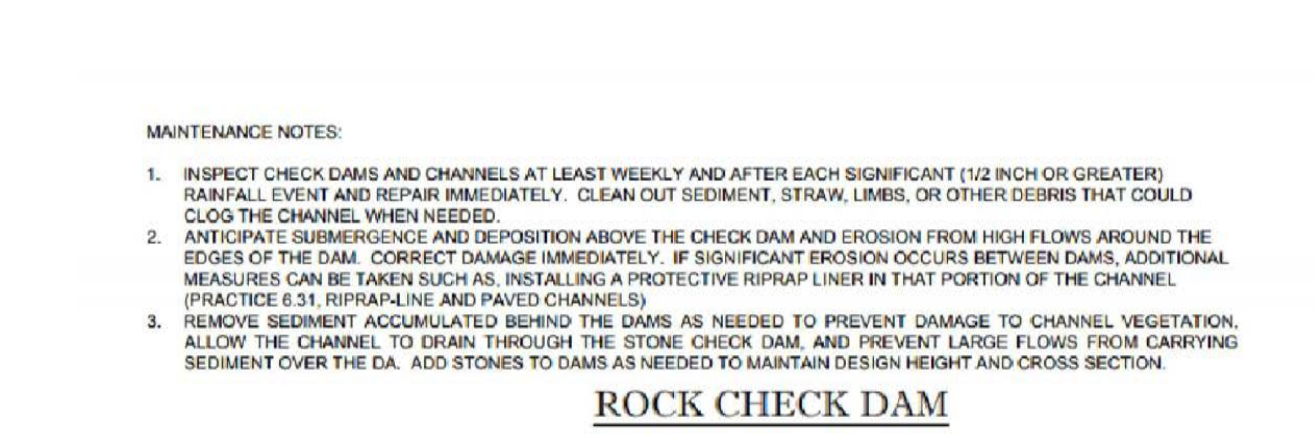 MAINTENANCE NOTES:
1. INSPECT CHECK DAMS AND CHANNELS AT LEAST WEEKLY AND AFTER EACH SIGNIFICANT (1/2 INCH OR GREATER)
RAINFALL EVENT AND REPAIR IMMEDIATELY. CLEAN OUT SEDIMENT, STRAW, LIMBS, OR OTHER DEBRIS THAT COULD
CLOG THE CHANNEL WHEN NEEDED.
2. ANTICIPATE SUBMERGENCE AND DEPOSITION ABOVE THE CHECK DAM AND EROSION FROM HIGH FLOWS AROUND THE
EDGES OF THE DAM. CORRECT DAMAGE IMMEDIATELY. IF SIGNIFICANT EROSION OCCURS BETWEEN DAMS, ADDITIONAL
MEASURES CAN BE TAKEN SUCH AS, INSTALLING A PROTECTIVE RIPRAP LINER IN THAT PORTION OF THE CHANNEL
(PRACTICE 6.31, RIPRAP-LINE AND PAVED CHANNELS)
3. REMOVE SEDIMENT ACCUMULATED BEHIND THE DAMS AS NEEDED TO PREVENT DAMAGE TO CHANNEL VEGETATION,
ALLOW THE CHANNEL TO DRAIN THROUGH THE STONE CHECK DAM, AND PREVENT LARGE FLOWS FROM CARRYING
SEDIMENT OVER THE DA. ADD STONES TO DAMS AS NEEDED TO MAINTAIN DESIGN HEIGHT AND CROSS SECTION.
ROCK CHECK DAM